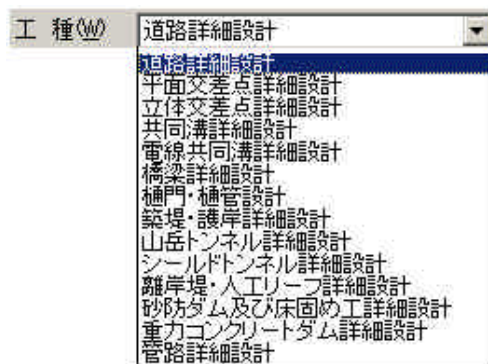 工 種(W) 道路詳細設計
道路詳細設計
平面交差点詳細設計
立体交差点詳細設計
共同溝詳細設計
電線共同溝詳細設計
橋梁詳細設計
樋門・樋管設計
築堤・護岸詳細設計
山岳トンネル詳細設計
シールドトンネル詳細設計
離岸堤・人工リーフ詳細設計
砂防ダム及び床固め工詳細設計
重力コンクリートダム詳細設計
管路詳細設計